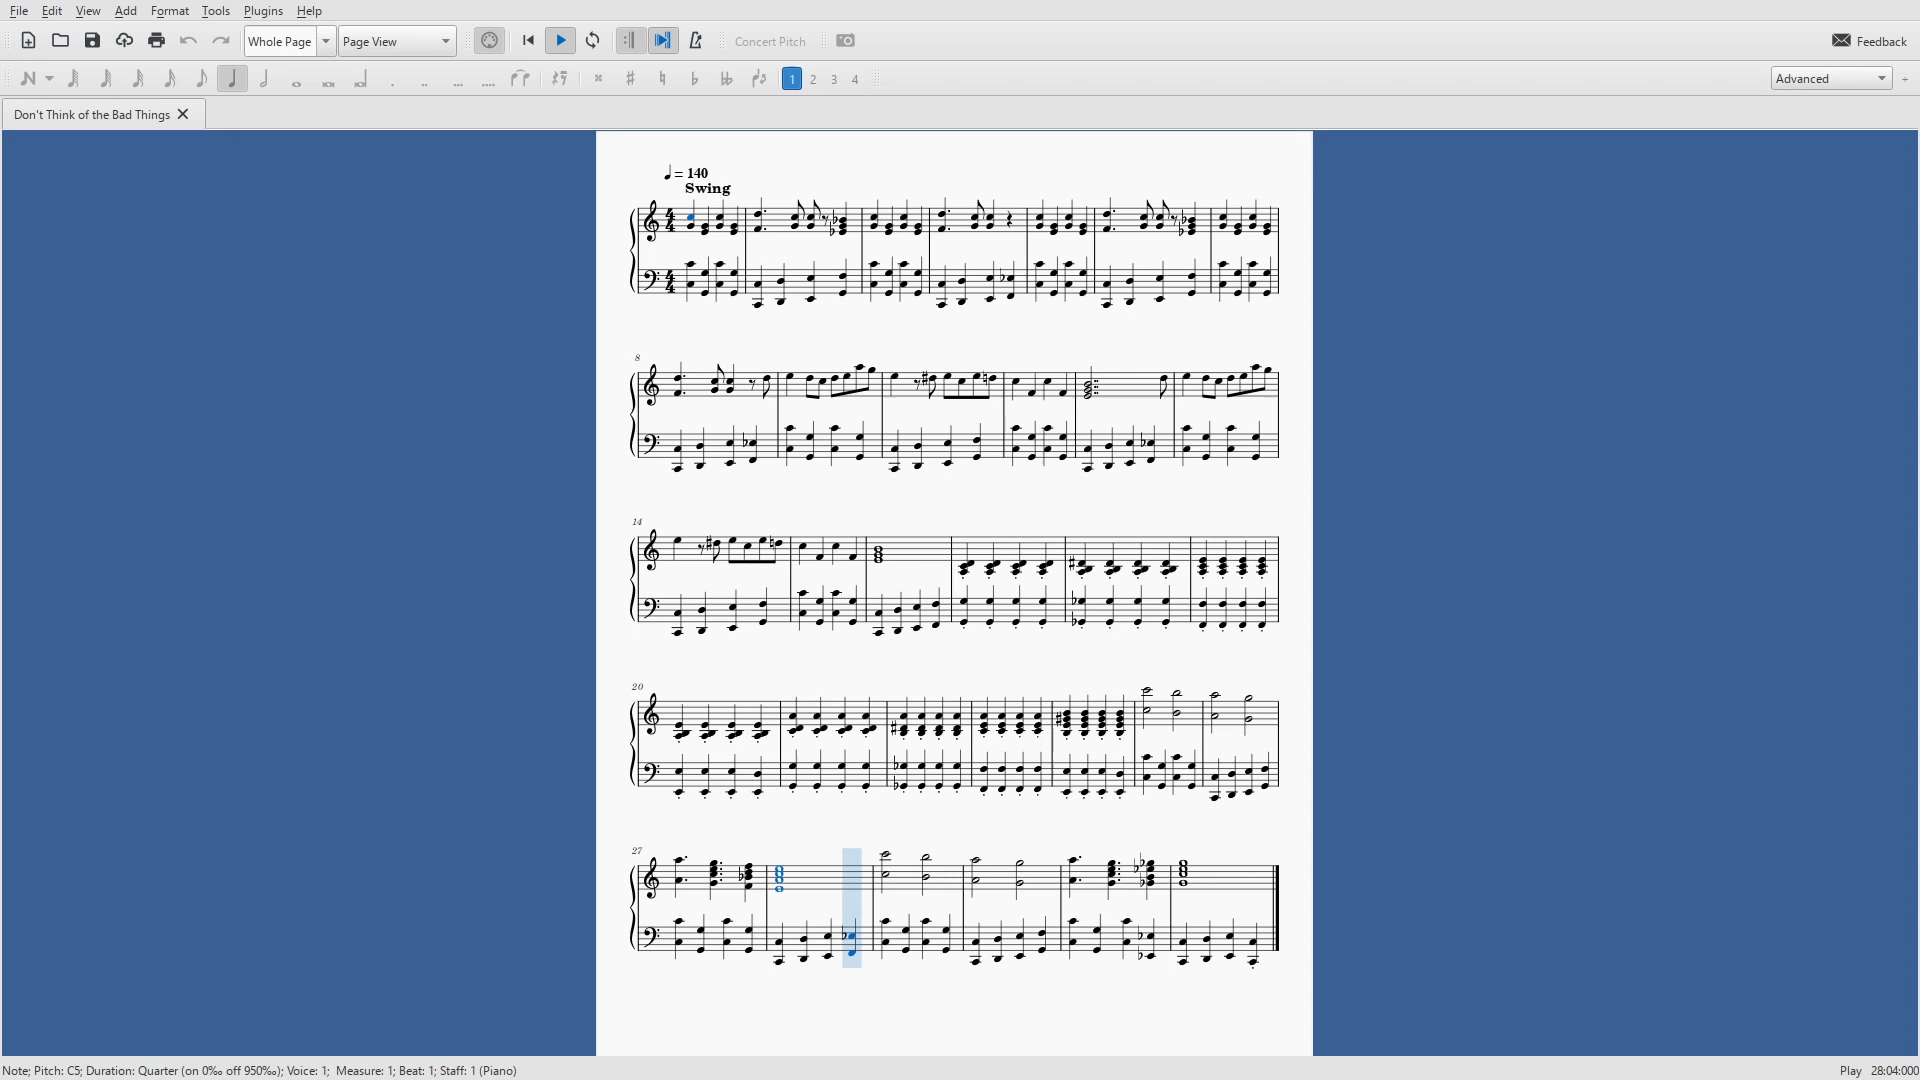 File Edit View Add Format Tools Plugins Help
Whole Page Page View Concert Pitch Feedback
1 2 3 4 Advanced +
Don't Think of the Bad Things
= 140
Swing
8
14
20
27
Note; Pitch: C5; Duration: Quarter (on 0‰ off 950‰); Voice: 1; Measure: 1; Beat: 1; Staff: 1 (Piano) Play 28:04:000